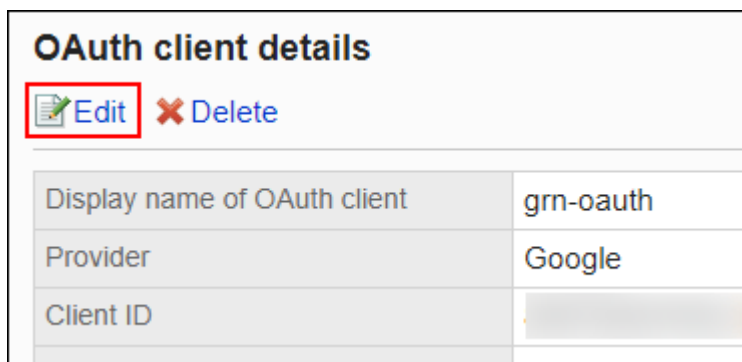 OAuth client details
Edit Delete
Display name of OAuth client grn-oauth
Provider Google
Client ID